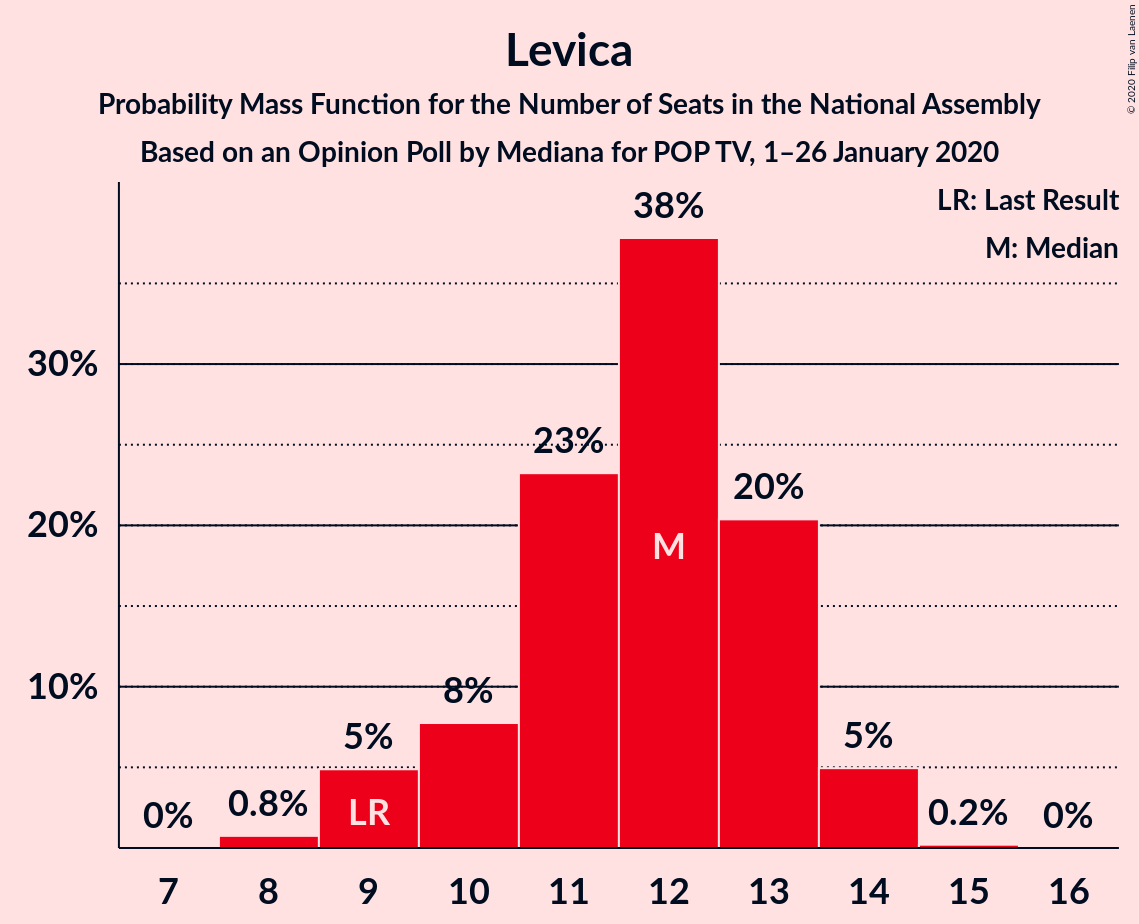 Levica
Probability Mass Function for the Number of Seats in the National Assembly
Based on an Opinion Poll by Mediana for POP TV, 1–26 January 2020
© 2020 Filip van Laenen
LR: Last Result
M: Median
30%
20%
10%
0%
0.8%
5%
8%
23%
38%
20%
5%
0.2%
0%
LR
M
7 8 9 10 11 12 13 14 15 16